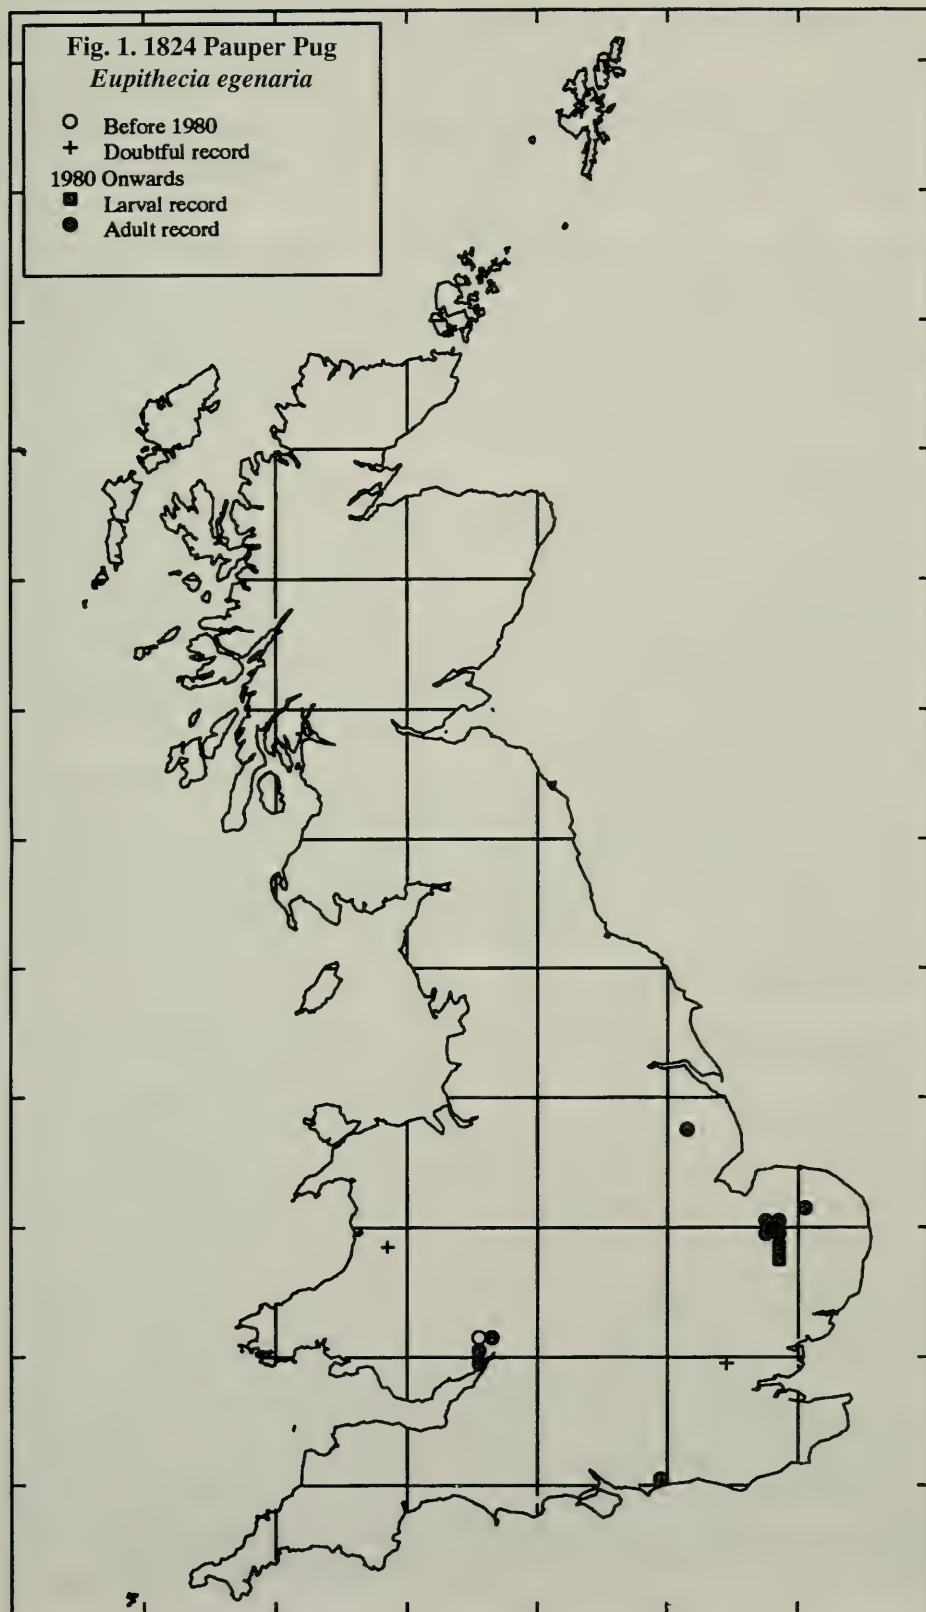 Fig. 1. 1824 Pauper Pug
Eupithecia egenaria
Before 1980
+ Doubtful record
1980 Onwards
Larval record
Adult record